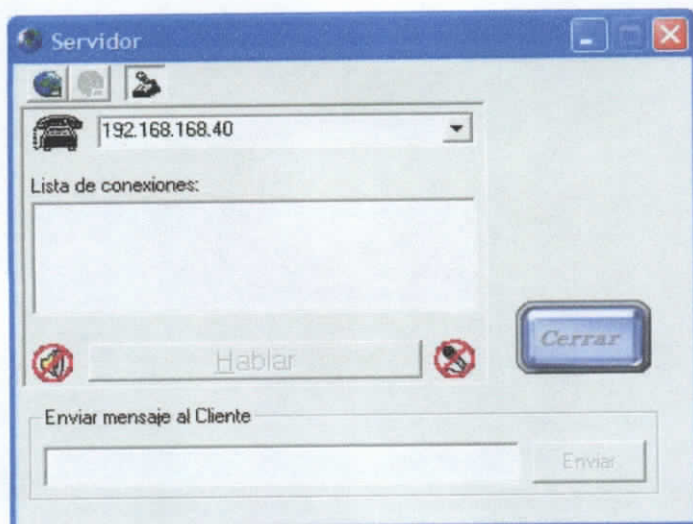 Servidor
192.168.168.40
Lista de conexiones:
Hablar
Cerrar
Enviar mensaje al Cliente
Enviar